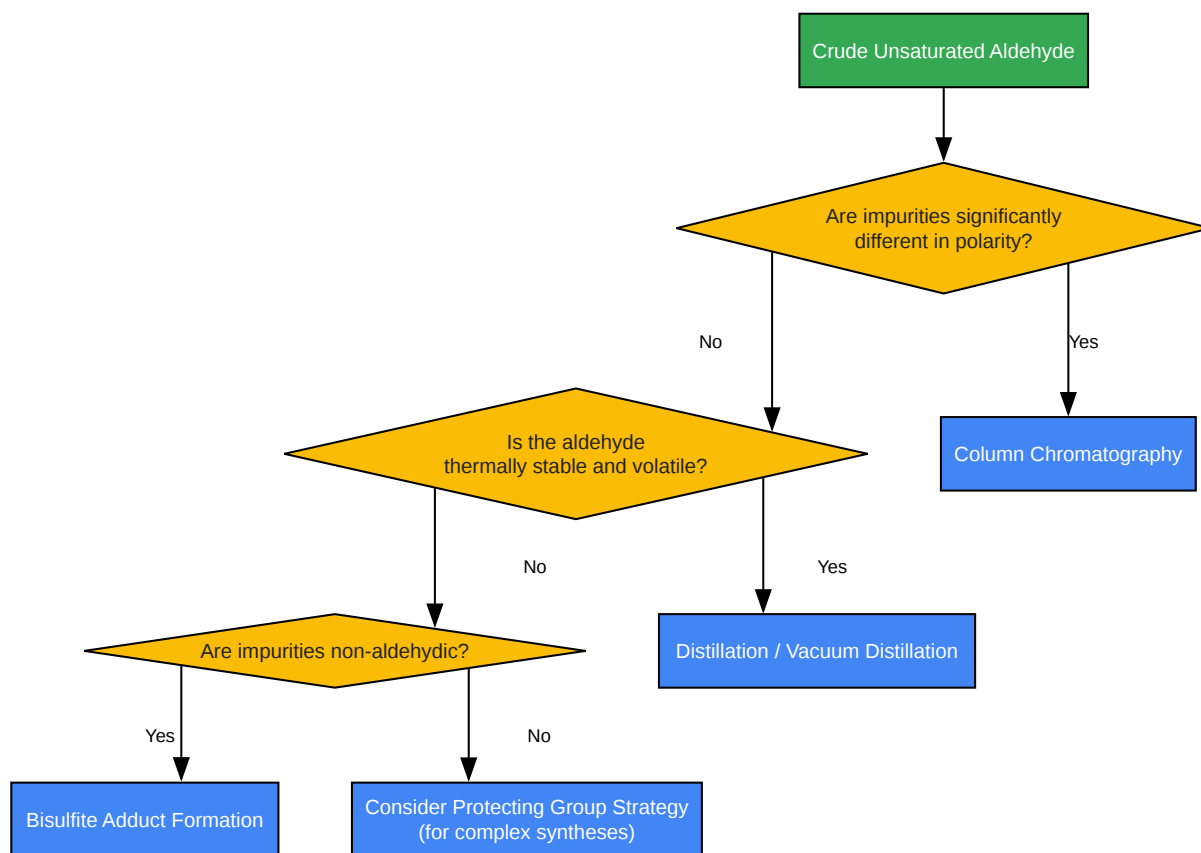 Crude Unsaturated Aldehyde
Are impurities significantly
different in polarity?
No
Yes
Is the aldehyde
thermally stable and volatile?
Column Chromatography
No
Yes
Are impurities non-aldehydic?
Distillation / Vacuum Distillation
Yes
No
Bisulfite Adduct Formation
Consider Protecting Group Strategy
(for complex syntheses)